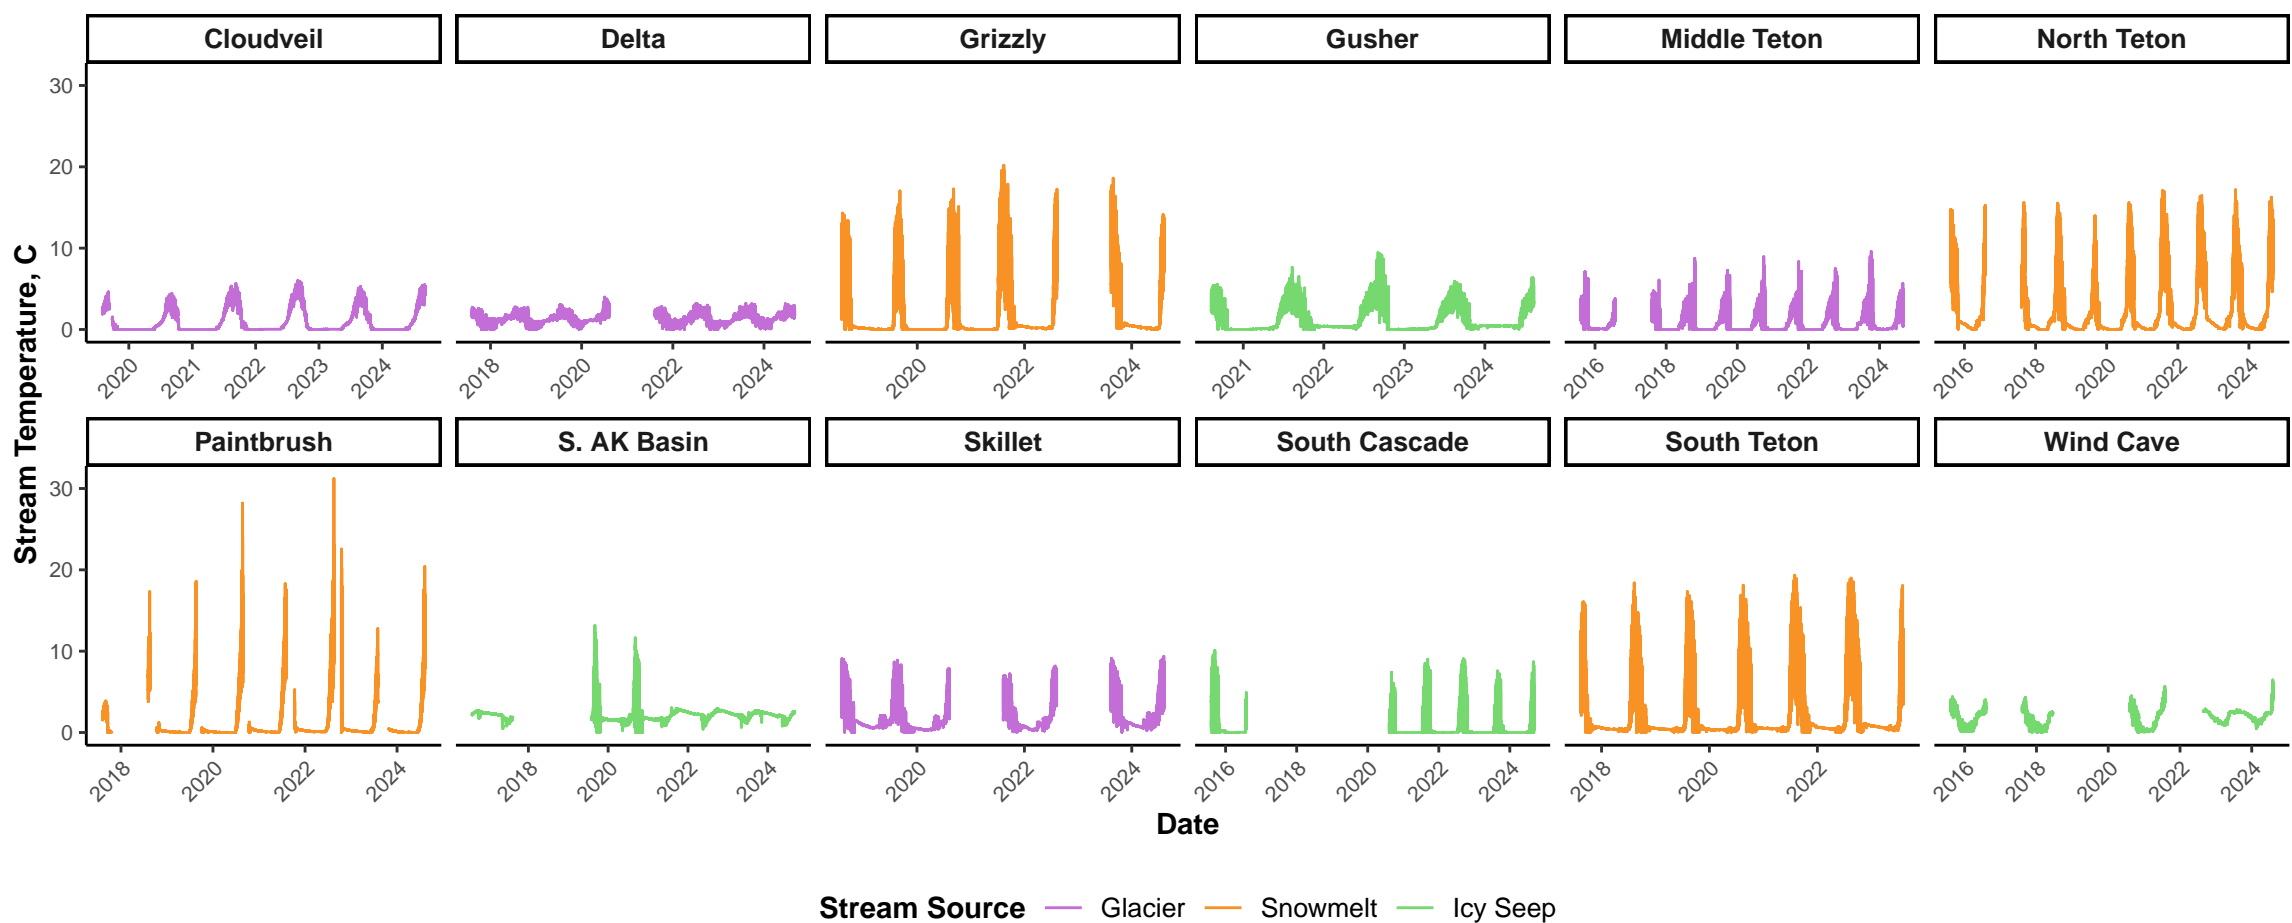 Cloudveil Delta Grizzly Gusher Middle Teton North Teton
30
20
10
0
2020 2021 2022 2023 2024 2018 2020 2022 2024 2020 2022 2024 2021 2022 2023 2024 2016 2018 2020 2022 2024 2016 2018 2020 2022 2024
Stream Temperature, C
Paintbrush S. AK Basin Skillet South Cascade South Teton Wind Cave
30
20
10
0
2018 2020 2022 2024 2018 2020 2022 2024 2020 2022 2024 2016 2018 2020 2022 2024 2018 2020 2022 2016 2018 2020 2022 2024
Date
Stream Source Glacier Snowmelt Icy Seep